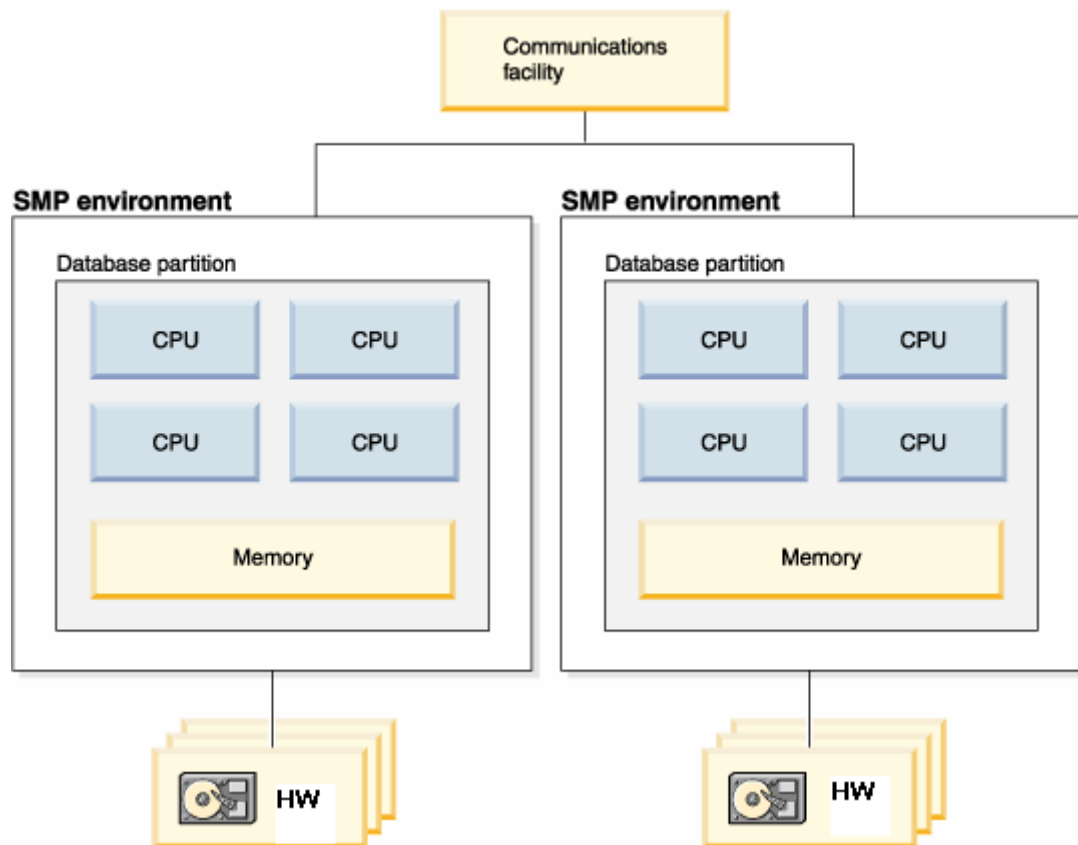 Communications
facility
SMP environment
Database partition
CPU
CPU
CPU
CPU
Memory
HW
SMP environment
Database partition
CPU
CPU
CPU
CPU
Memory
HW